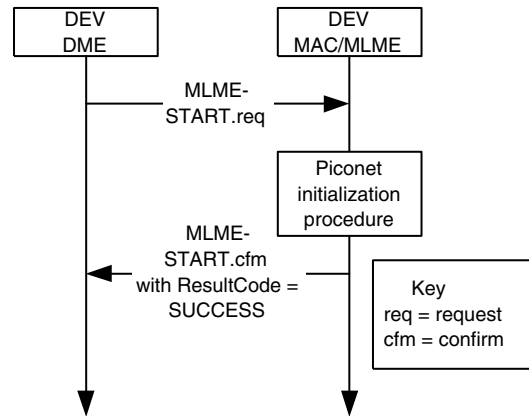 DEV
DME
DEV
MAC/MLME
MLME-
START.req
Piconet
initialization
procedure
MLME-
START.cfm
with ResultCode =
SUCCESS
Key
req = request
cfm = confirm